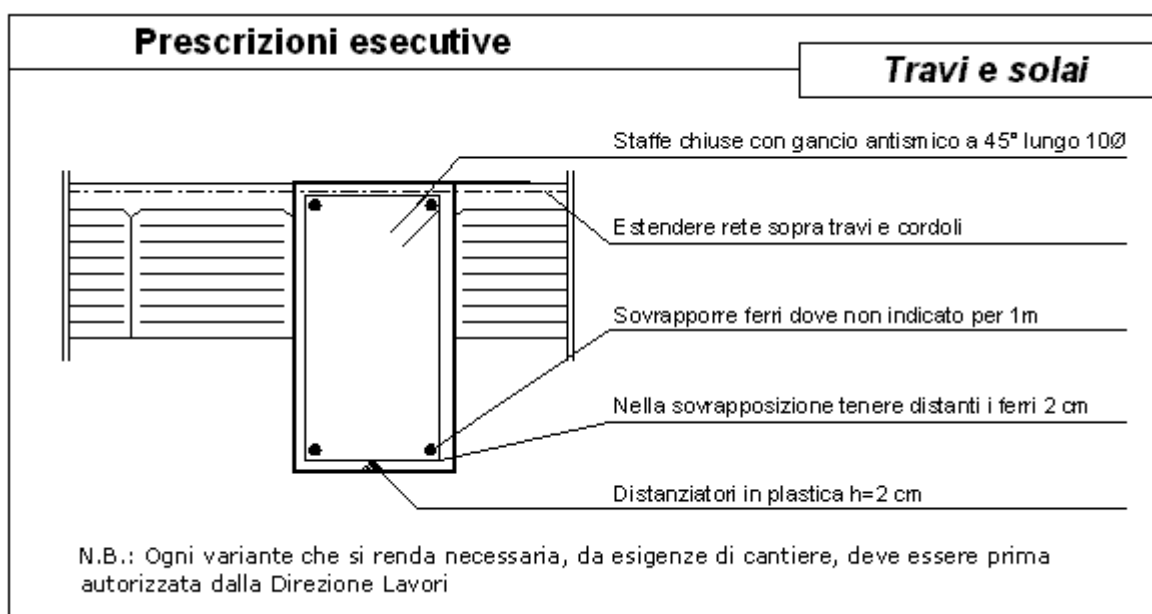 Prescrizioni esecutive
Travi e solai
Staffe chiuse con gancio antismico a 45° lungo 10Ø
Estendere rete sopra travi e cordoli
Sovrapporre ferri dove non indicato per 1m
Nella sovrapposizione tenere distanti i ferri 2 cm
Distanziatori in plastica h=2 cm
N.B.: Ogni variante che si renda necessaria, da esigenze di cantiere, deve essere prima
autorizzata dalla Direzione Lavori